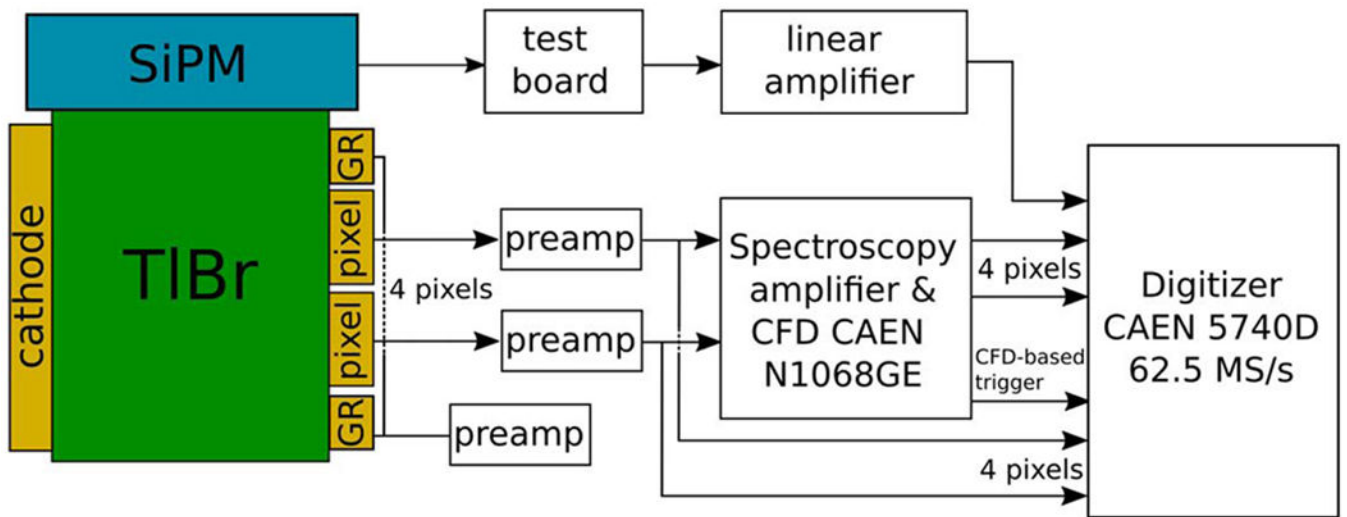 SiPM
test
board
linear
amplifier
cathode
TlBr
GR
pixel
pixel
GR
4 pixels
preamp
preamp
preamp
Spectroscopy
amplifier &
CFD CAEN
N1068GE
4 pixels
CFD-based
trigger
4 pixels
Digitizer
CAEN 5740D
62.5 MS/s